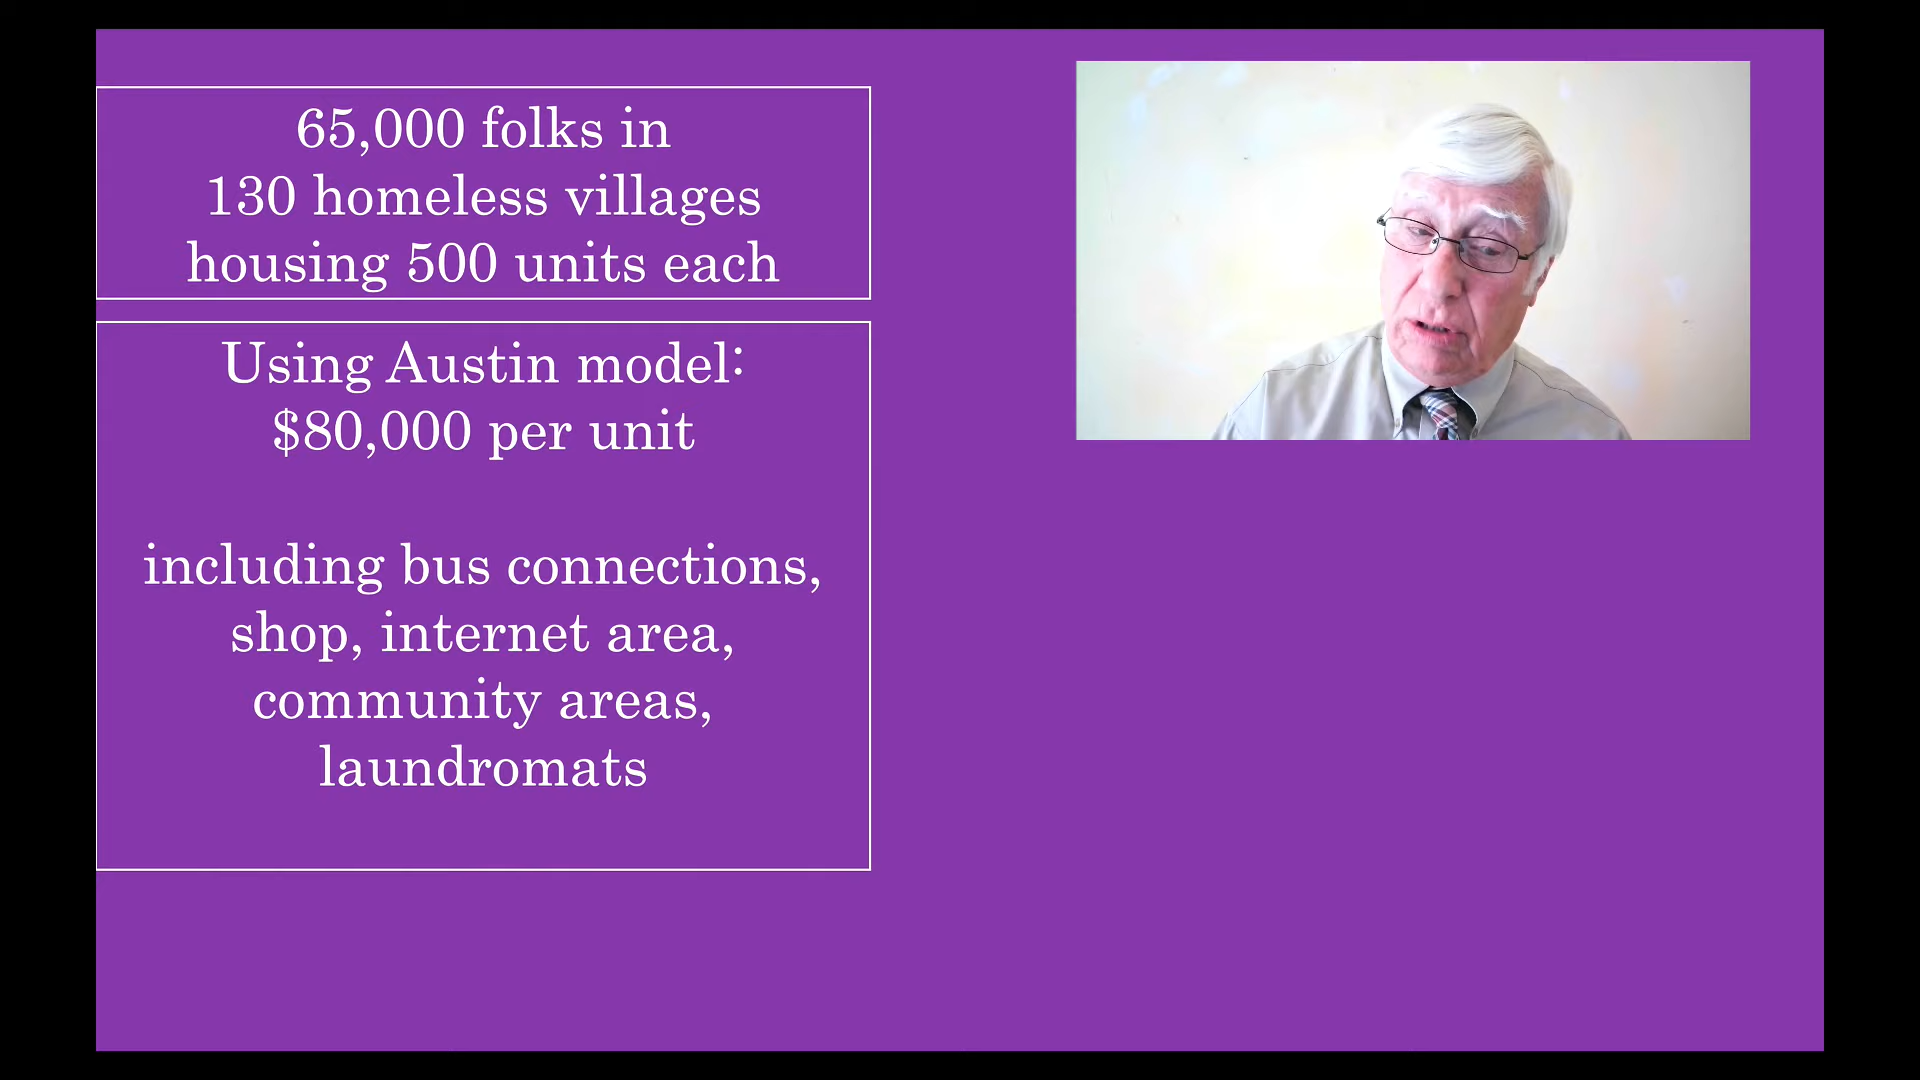 65,000 folks in
130 homeless villages
housing 500 units each
Using Austin model:
$80,000 per unit
including bus connections,
shop, internet area,
community areas,
laundromats